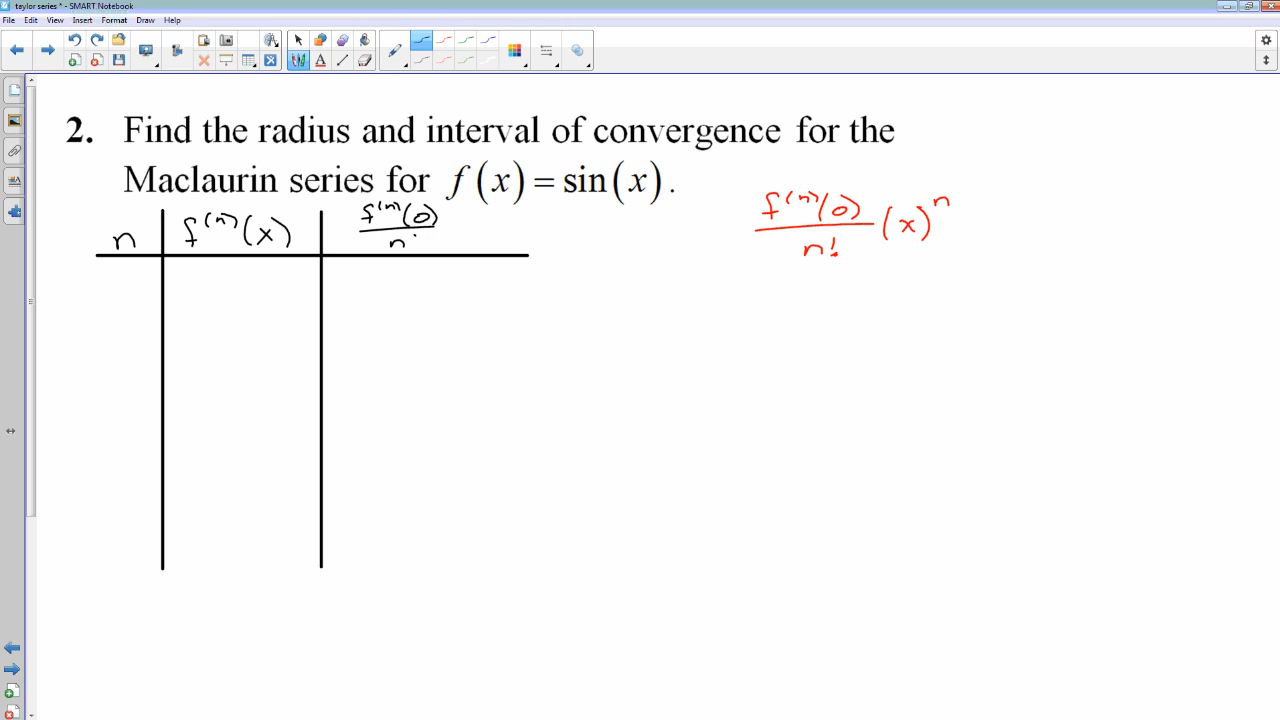 taylor series * - SMART Notebook
File Edit View Insert Format Draw Help
2. Find the radius and interval of convergence for the
Maclaurin series for f(x) = sin(x).
n f^(n)(x) f^(n)(0)/n!
f^(n)(0)/n! (x)^n